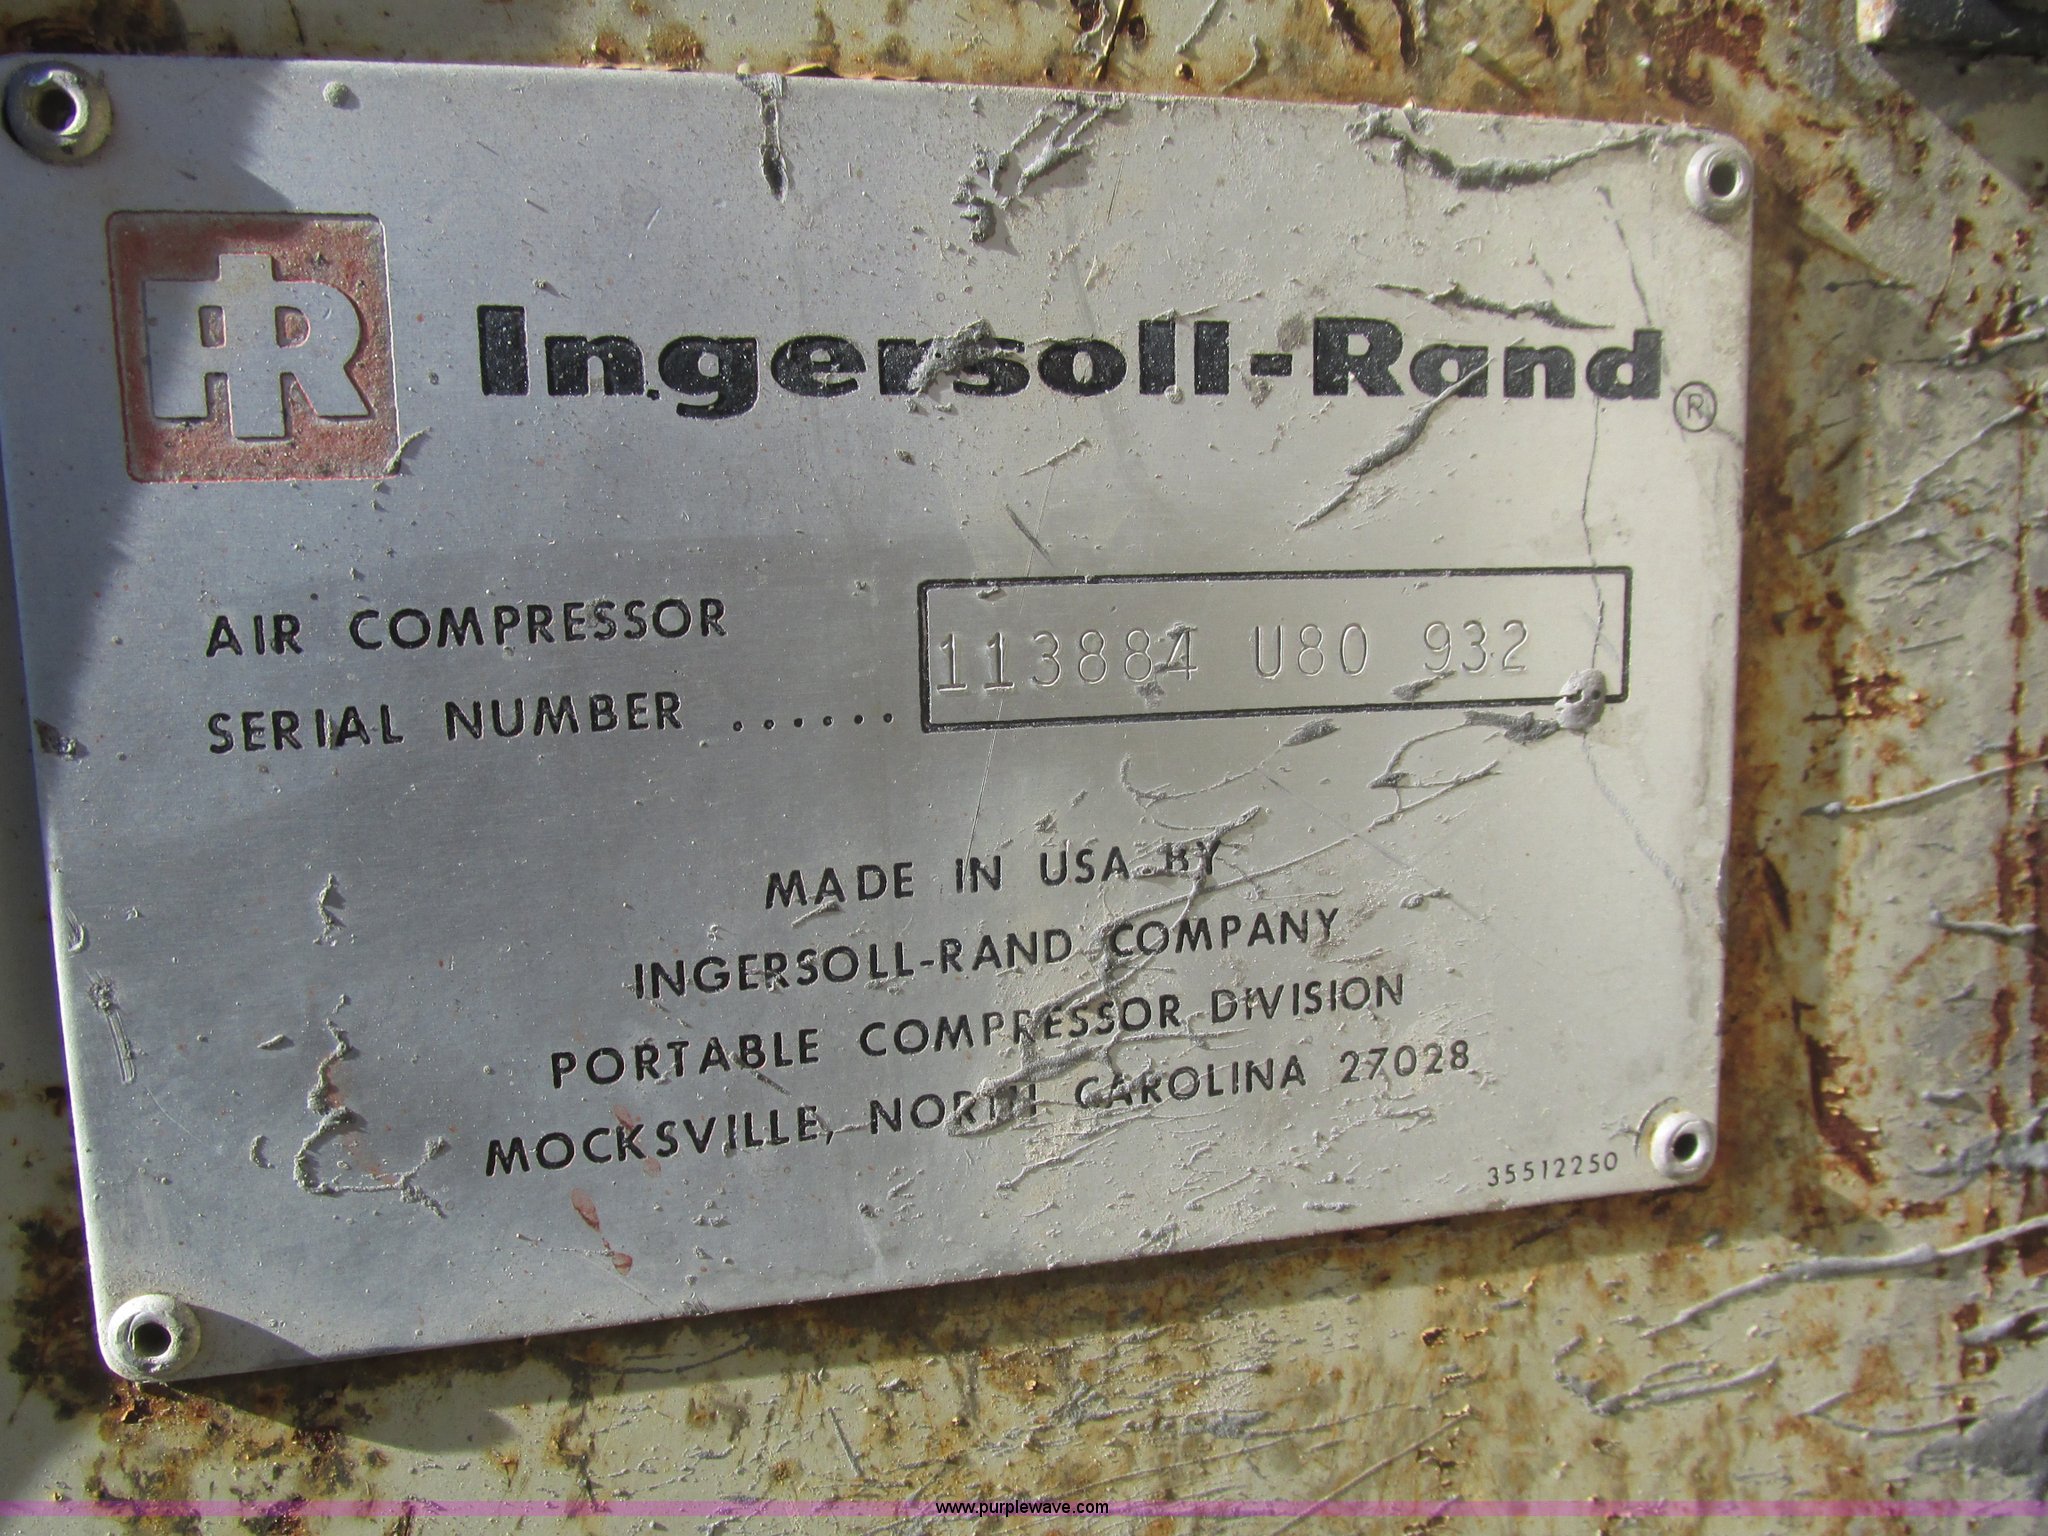 IR Ingersoll-Rand®
AIR COMPRESSOR
SERIAL NUMBER ...... 113884 U80 932
MADE IN USA BY
INGERSOLL-RAND COMPANY
PORTABLE COMPRESSOR DIVISION
MOCKSVILLE, NORTH CAROLINA 27028
35512250
www.purplewave.com